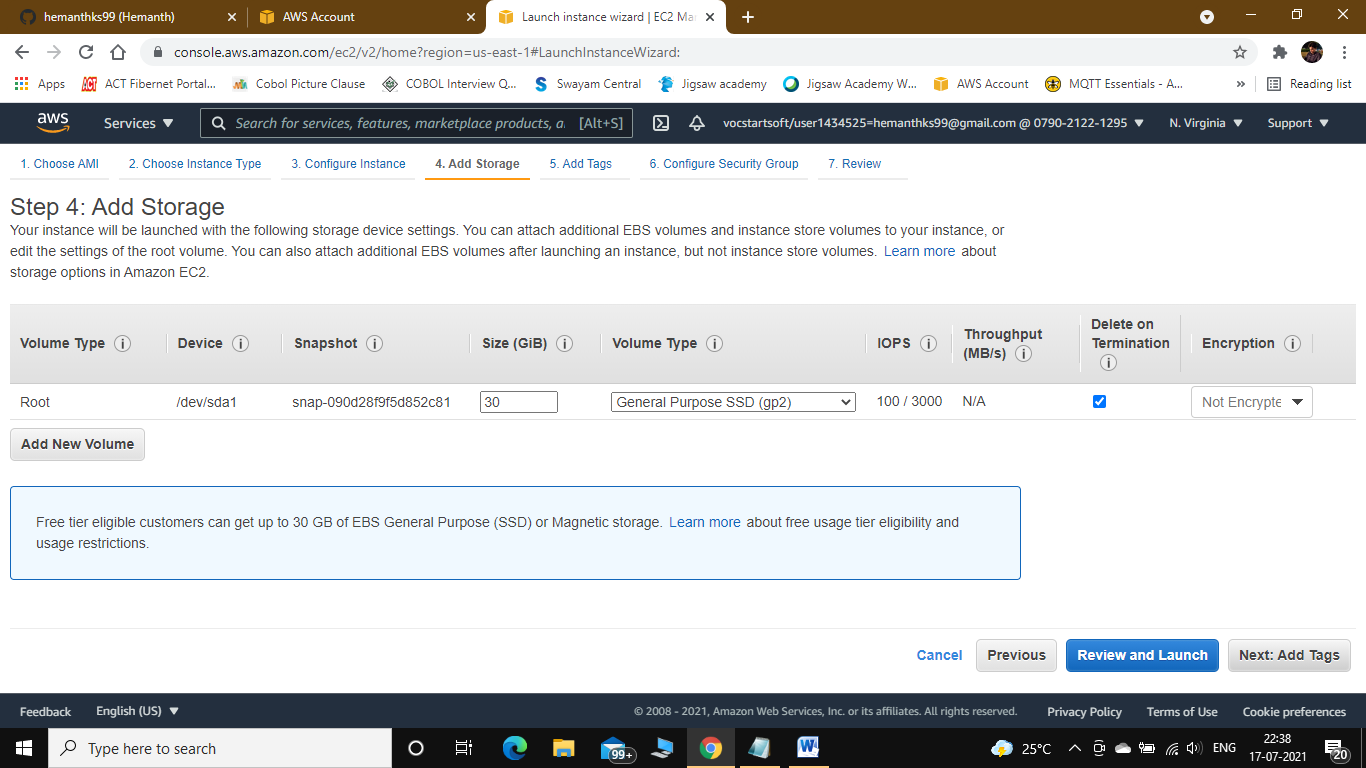 hemanthks99 (Hemanth)
AWS Account
Launch instance wizard | EC2 Ma
console.aws.amazon.com/ec2/v2/home?region=us-east-1#LaunchInstanceWizard:
Apps
ACT Fibernet Portal...
Cobol Picture Clause
COBOL Interview Q...
Swayam Central
Jigsaw academy
Jigsaw Academy W...
AWS Account
MQTT Essentials - A...
»
Reading list
aws
Services
Search for services, features, marketplace products, a
[Alt+S]
vocstartsoft/user1434525=hemanthks99@gmail.com @ 0790-2122-1295
N. Virginia
Support
1. Choose AMI
2. Choose Instance Type
3. Configure Instance
4. Add Storage
5. Add Tags
6. Configure Security Group
7. Review
Step 4: Add Storage
Your instance will be launched with the following storage device settings. You can attach additional EBS volumes and instance store volumes to your instance, or
edit the settings of the root volume. You can also attach additional EBS volumes after launching an instance, but not instance store volumes. Learn more about
storage options in Amazon EC2.
Volume Type
Device
Snapshot
Size (GiB)
Volume Type
IOPS
Throughput
(MB/s)
Delete on
Termination
Encryption
Root
/dev/sda1
snap-090d28f9f5d852c81
30
General Purpose SSD (gp2)
100 / 3000
N/A
Not Encrypte
Add New Volume
Free tier eligible customers can get up to 30 GB of EBS General Purpose (SSD) or Magnetic storage. Learn more about free usage tier eligibility and
usage restrictions.
Cancel
Previous
Review and Launch
Next: Add Tags
Feedback
English (US)
© 2008 - 2021, Amazon Web Services, Inc. or its affiliates. All rights reserved.
Privacy Policy
Terms of Use
Cookie preferences
Type here to search
99+
25°C
ENG
22:38
17-07-2021
20